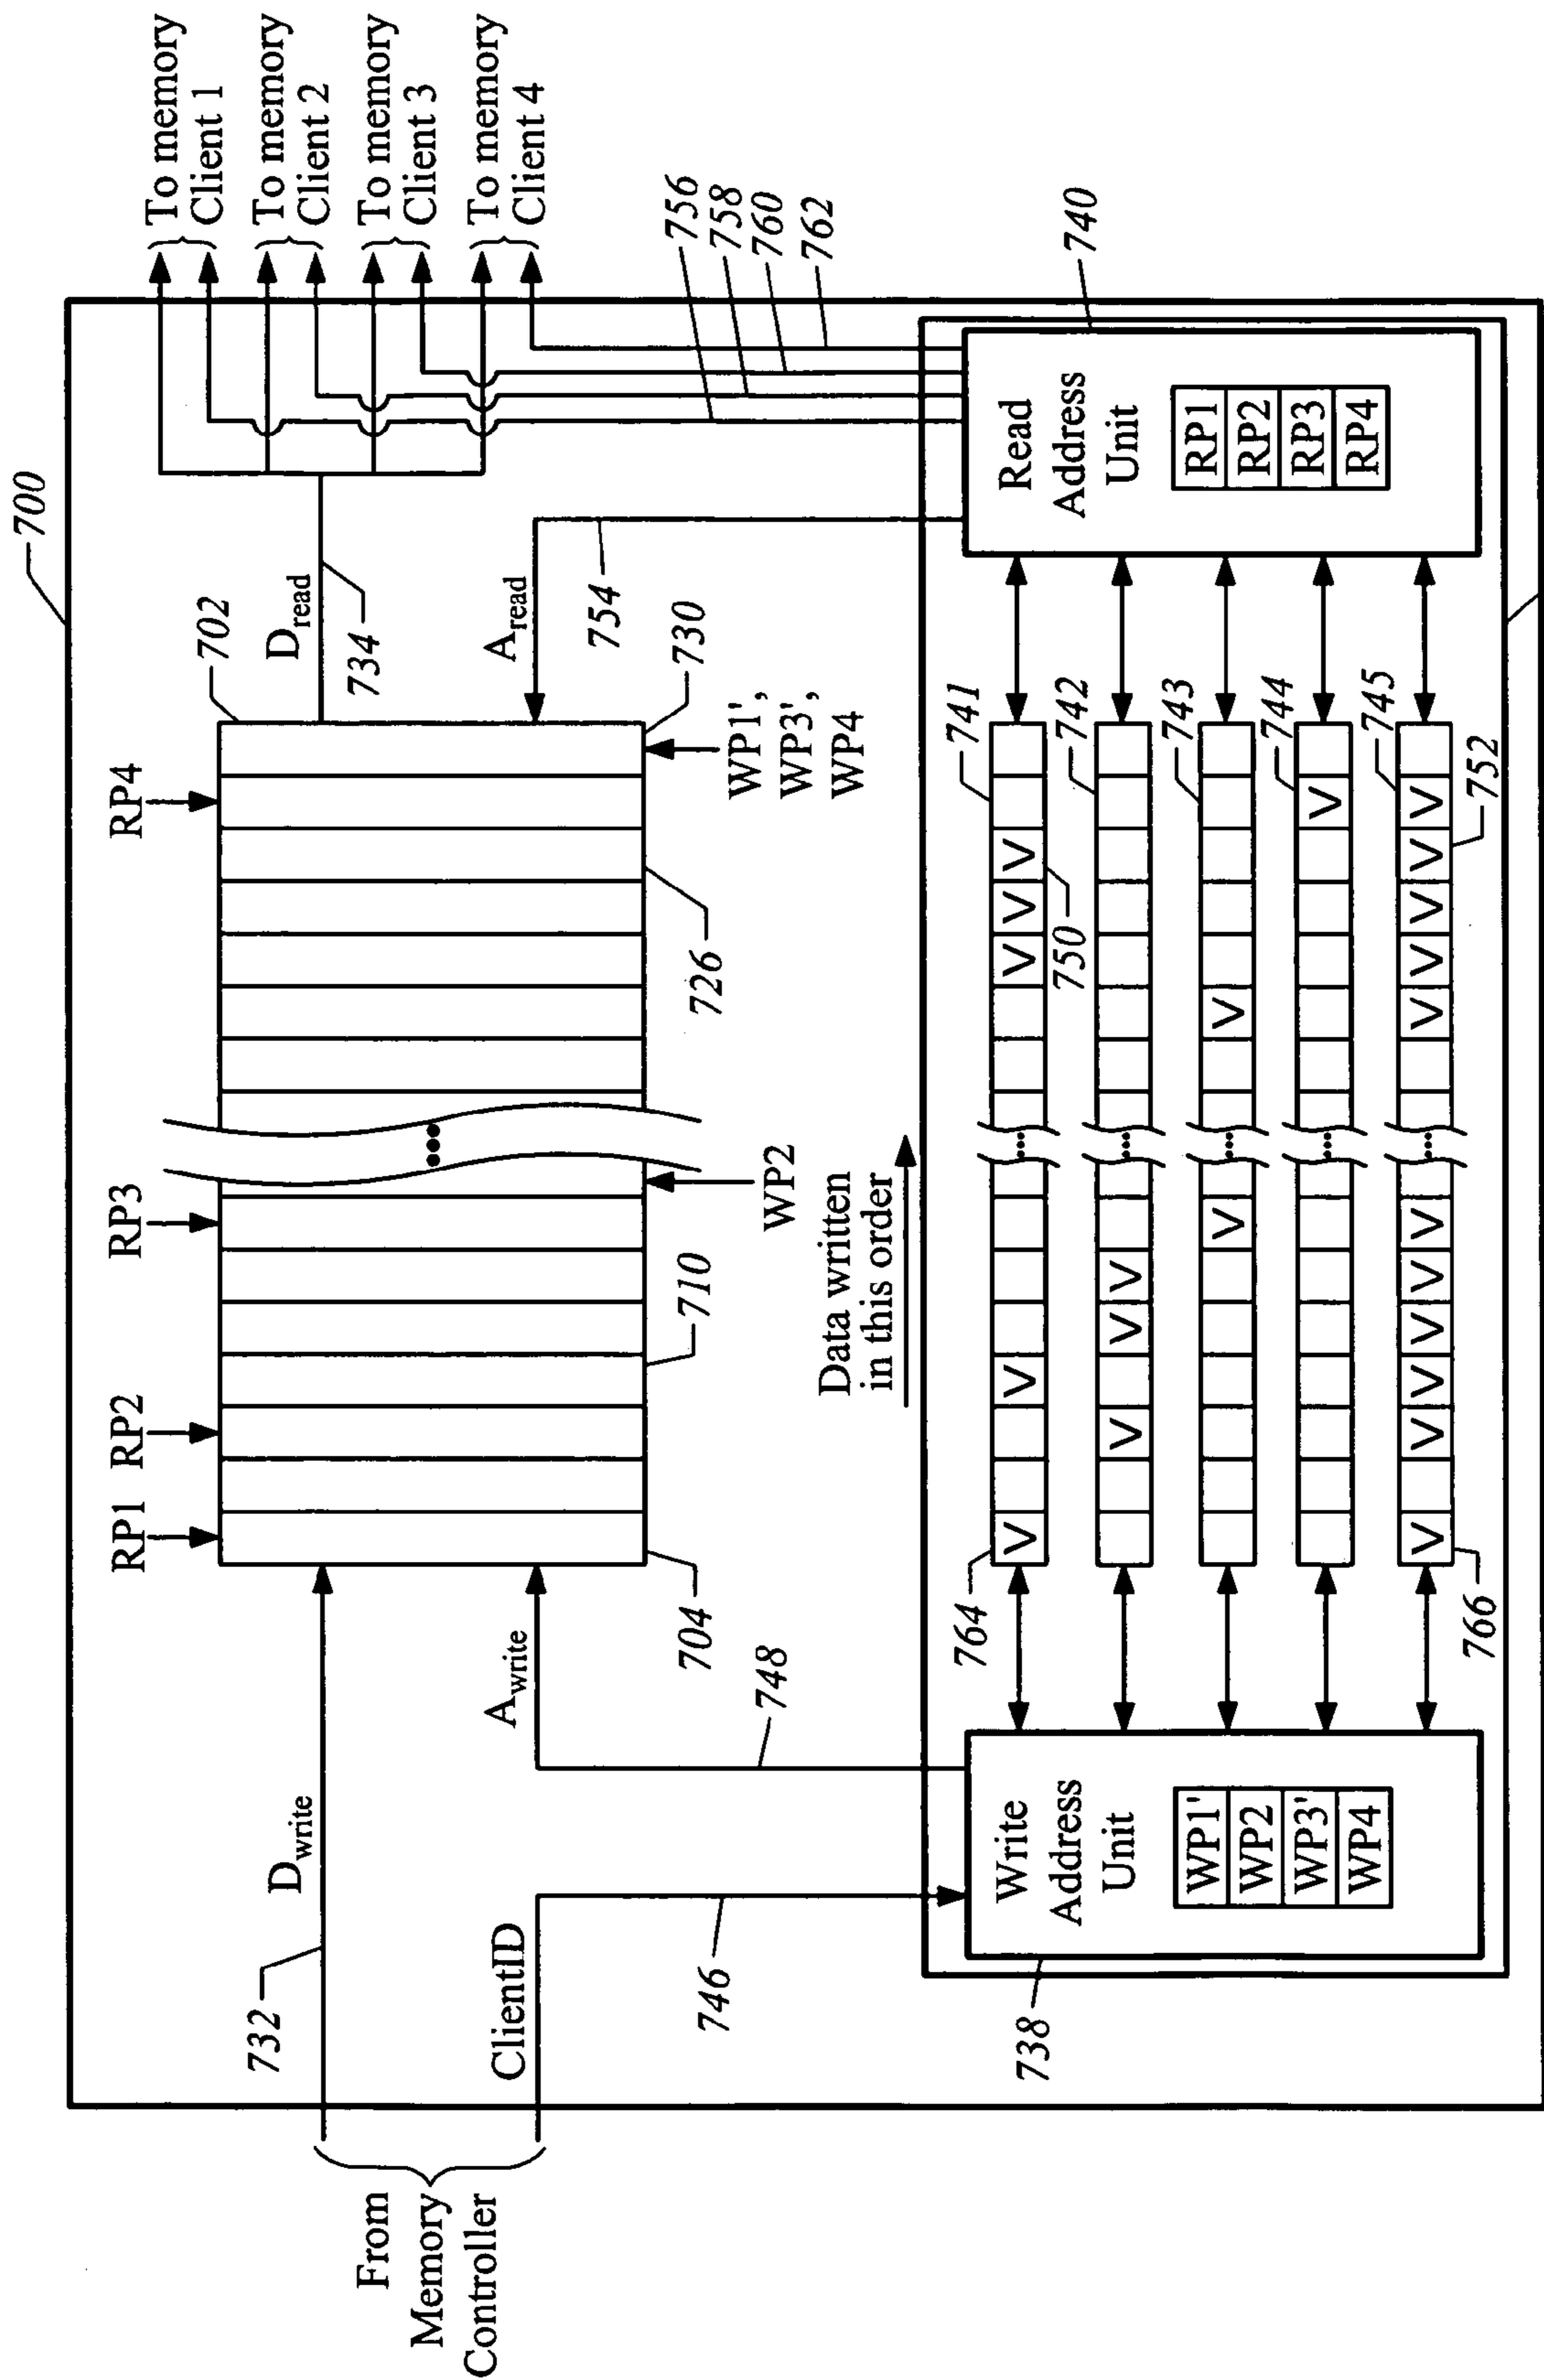 700
RP1 RP2 RP3 RP4
To memory
Client 1
To memory
Client 2
To memory
Client 3
To memory
Client 4
702
732
Dwrite
Dread
734
From
Memory
Controller
ClientID
Awrite
Aread
754
704
710
726
730
WP2
WP1',
WP3',
WP4
746
748
756
758
760
762
Data written
in this order
738
Write
Address
Unit
WP1'
WP2
WP3'
WP4
740
Read
Address
Unit
RP1
RP2
RP3
RP4
764
V V ... V V V
741
750
V V V ...
742
V ... V
743
... V
744
V V V V V V ... V V V V V
745
766
752